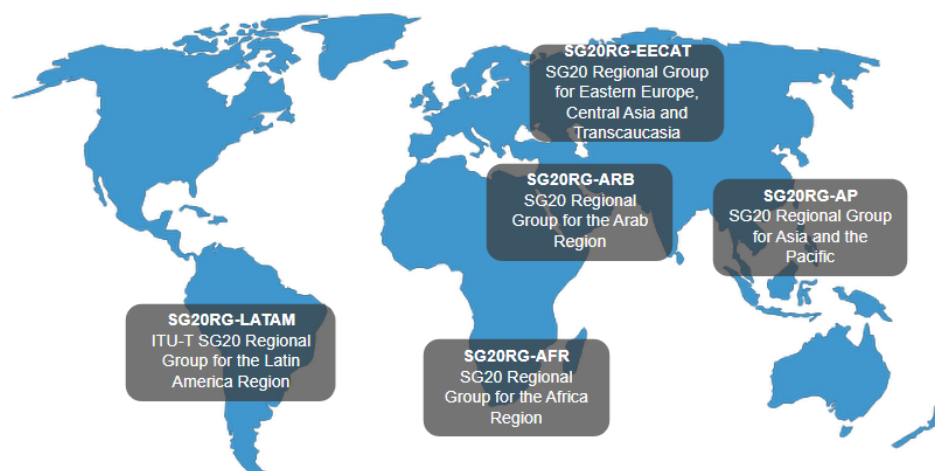 SG20RG-EECAT
SG20 Regional Group
for Eastern Europe,
Central Asia and
Transcaucasia
SG20RG-ARB
SG20 Regional
Group for the Arab
Region
SG20RG-AP
SG20 Regional Group
for Asia and the
Pacific
SG20RG-LATAM
ITU-T SG20 Regional
Group for the Latin
America Region
SG20RG-AFR
SG20 Regional
Group for the Africa
Region